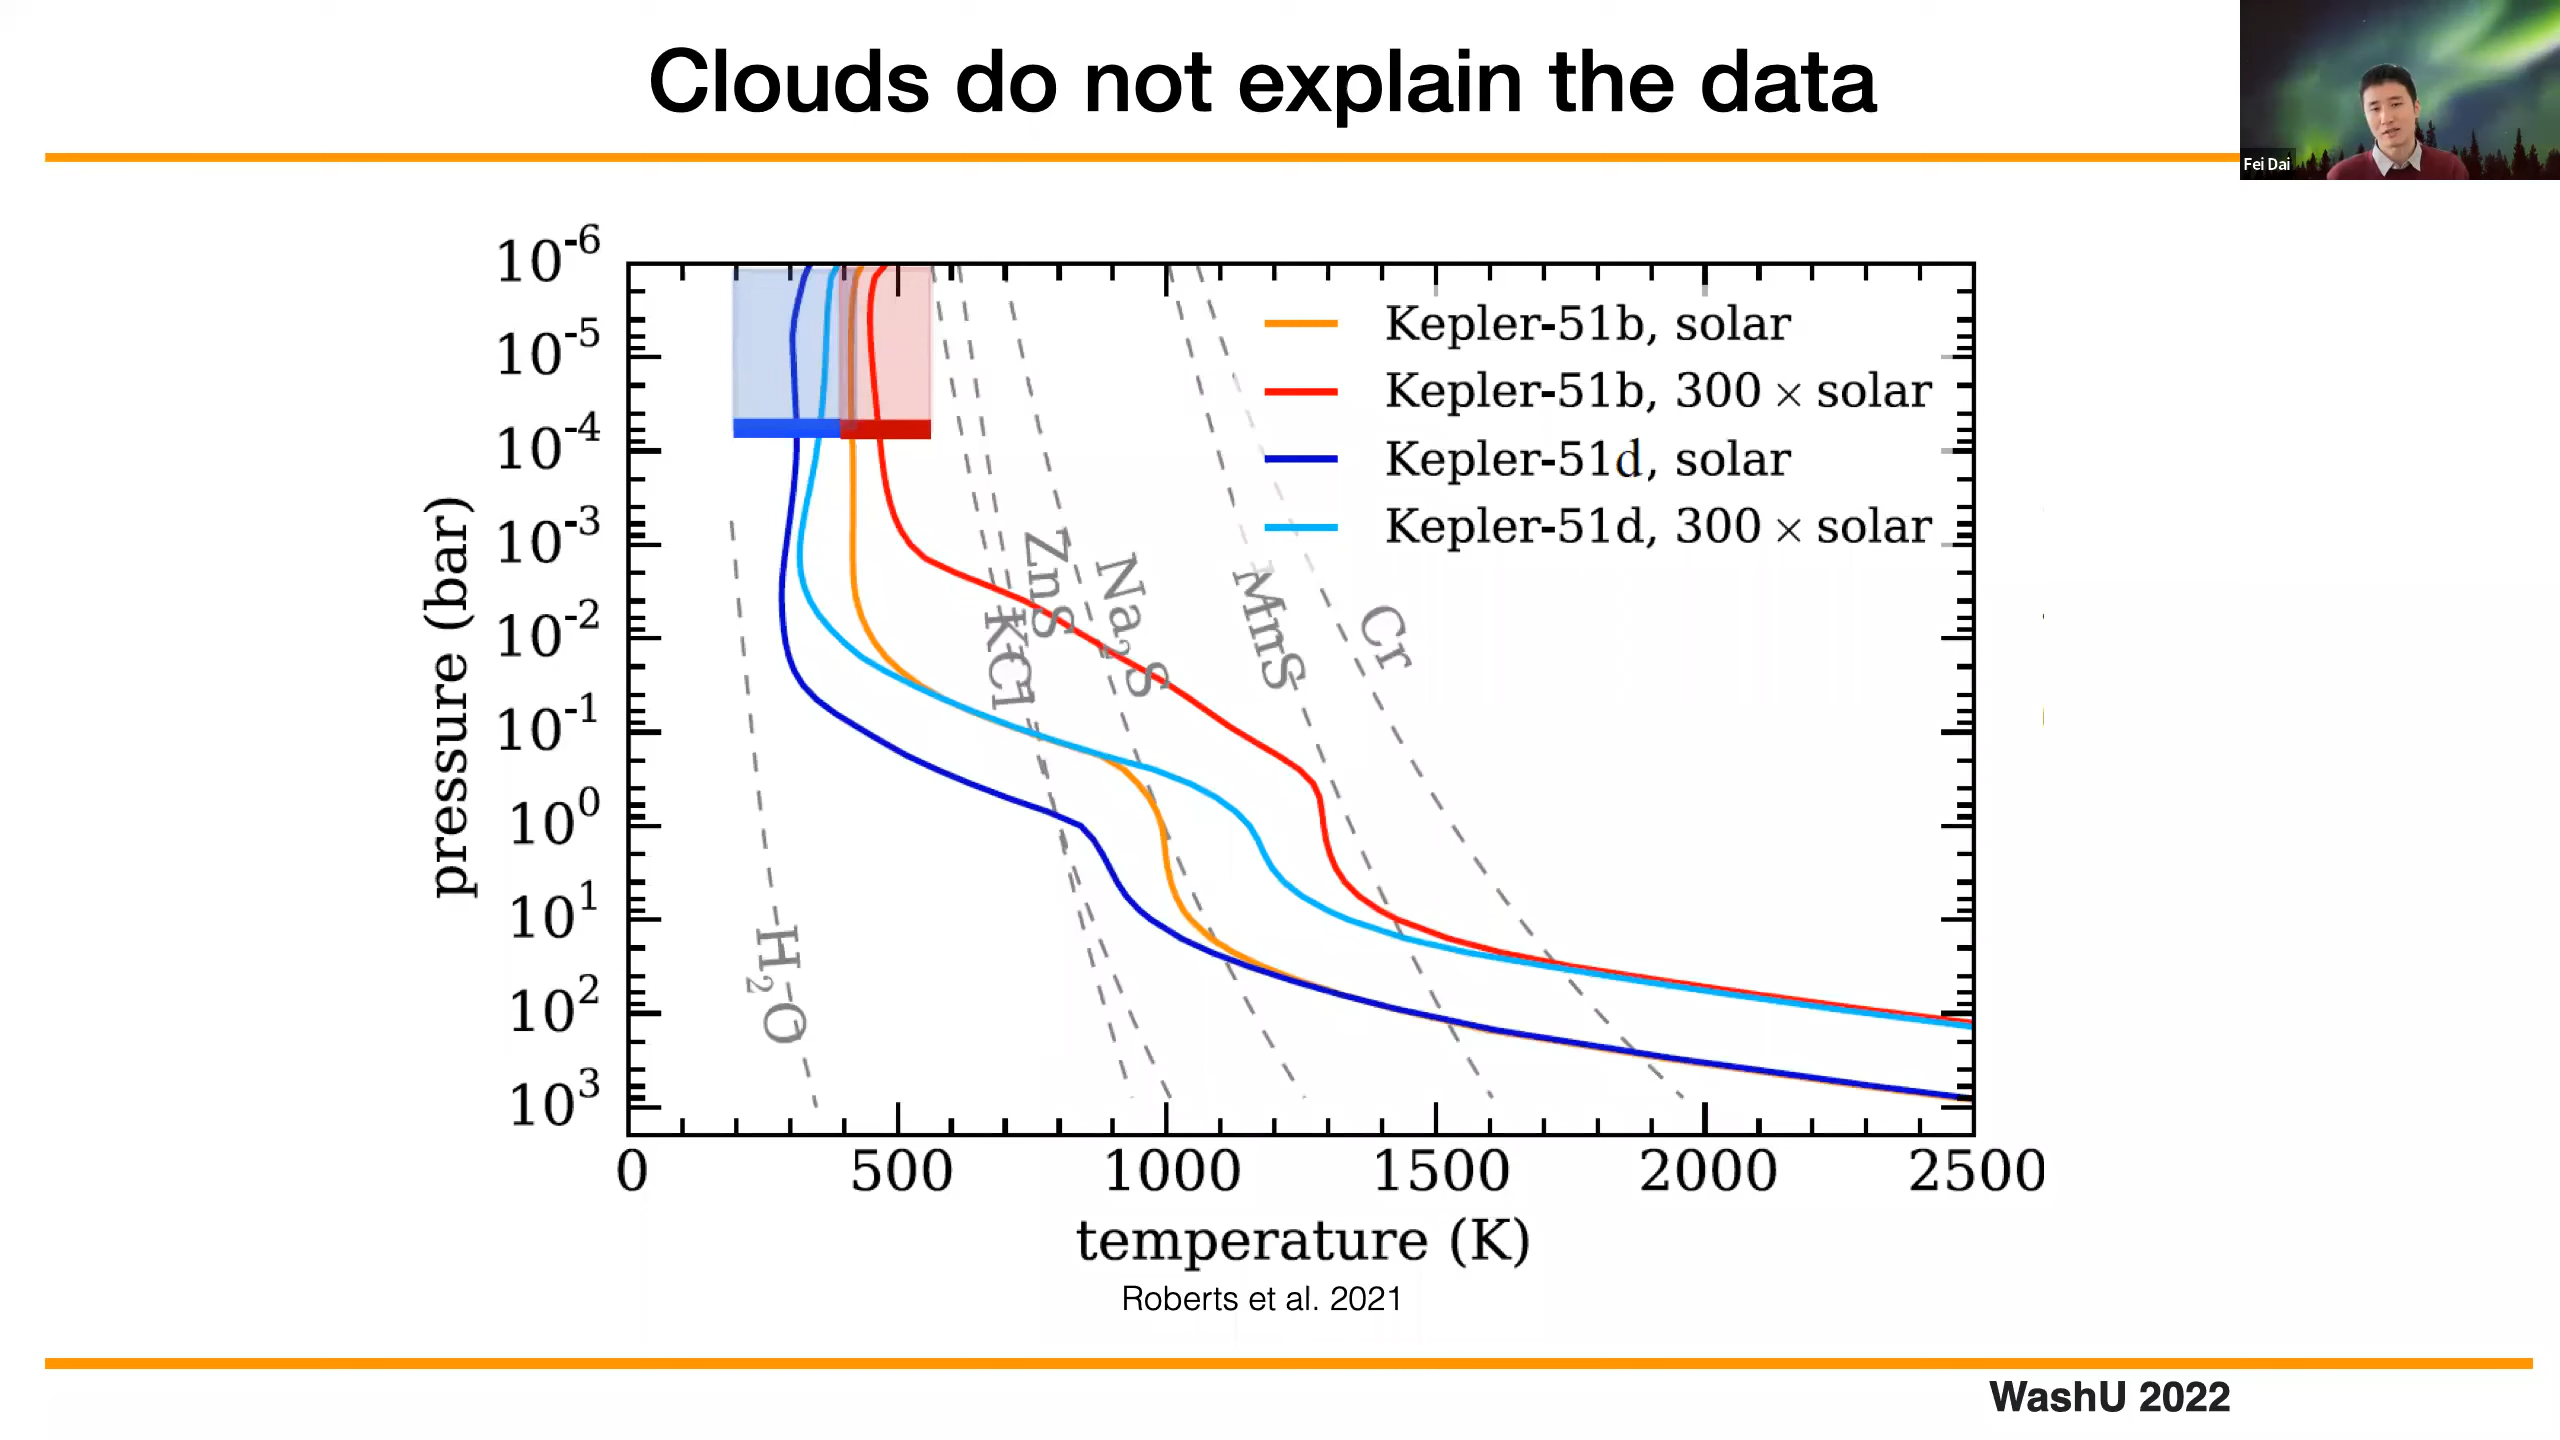 Clouds do not explain the data
Fei Dai
10-6
10-5
10-4
10-3
10-2
10-1
100
101
102
103
pressure (bar)
Kepler-51b, solar
Kepler-51b, 300 × solar
Kepler-51d, solar
Kepler-51d, 300 × solar
H2O
KCl
ZnS
Na2S
MnS
Cr
0 500 1000 1500 2000 2500
temperature (K)
Roberts et al. 2021
WashU 2022